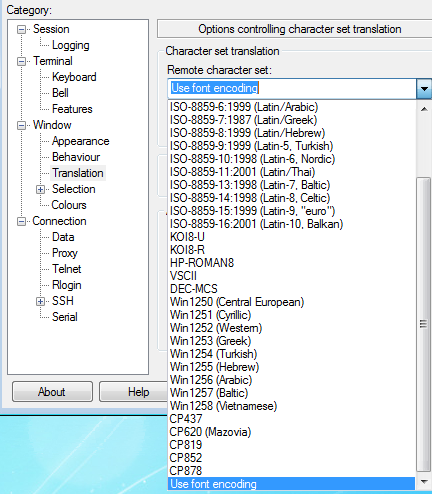 Category:
Session
Logging
Terminal
Keyboard
Bell
Features
Window
Appearance
Behaviour
Translation
Selection
Colours
Connection
Data
Proxy
Telnet
Rlogin
SSH
Serial
About
Help
Options controlling character set translation
Character set translation
Remote character set:
Use font encoding
ISO-8859-6:1999 (Latin/Arabic)
ISO-8859-7:1987 (Latin/Greek)
ISO-8859-8:1999 (Latin/Hebrew)
ISO-8859-9:1999 (Latin-5, Turkish)
ISO-8859-10:1998 (Latin-6, Nordic)
ISO-8859-11:2001 (Latin/Thai)
ISO-8859-13:1998 (Latin-7, Baltic)
ISO-8859-14:1998 (Latin-8, Celtic)
ISO-8859-15:1999 (Latin-9, "euro")
ISO-8859-16:2001 (Latin-10, Balkan)
KOI8-U
KOI8-R
HP-ROMAN8
VSCII
DEC-MCS
Win1250 (Central European)
Win1251 (Cyrillic)
Win1252 (Western)
Win1253 (Greek)
Win1254 (Turkish)
Win1255 (Hebrew)
Win1256 (Arabic)
Win1257 (Baltic)
Win1258 (Vietnamese)
CP437
CP620 (Mazovia)
CP819
CP852
CP878
Use font encoding